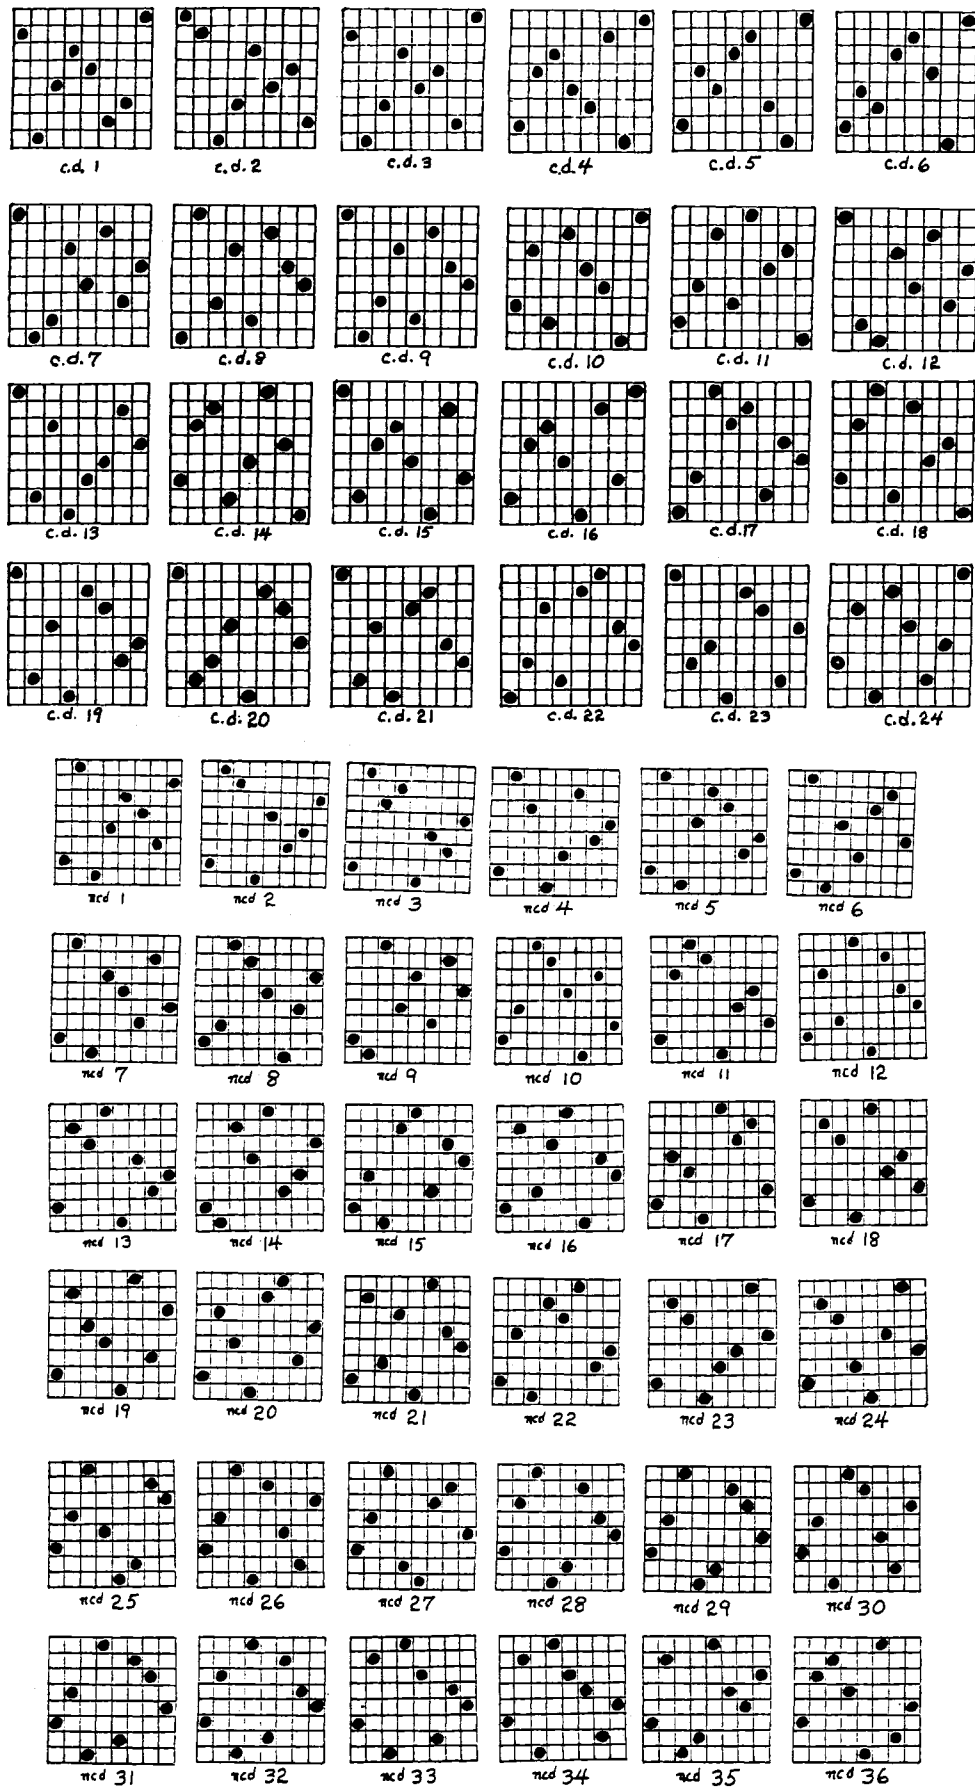 c.d. 1 c.d. 2 c.d. 3 c.d. 4 c.d. 5 c.d. 6
c.d. 7 c.d. 8 c.d. 9 c.d. 10 c.d. 11 c.d. 12
c.d. 13 c.d. 14 c.d. 15 c.d. 16 c.d. 17 c.d. 18
c.d. 19 c.d. 20 c.d. 21 c.d. 22 c.d. 23 c.d. 24
ncd 1 ncd 2 ncd 3 ncd 4 ncd 5 ncd 6
ncd 7 ncd 8 ncd 9 ncd 10 ncd 11 ncd 12
ncd 13 ncd 14 ncd 15 ncd 16 ncd 17 ncd 18
ncd 19 ncd 20 ncd 21 ncd 22 ncd 23 ncd 24
ncd 25 ncd 26 ncd 27 ncd 28 ncd 29 ncd 30
ncd 31 ncd 32 ncd 33 ncd 34 ncd 35 ncd 36